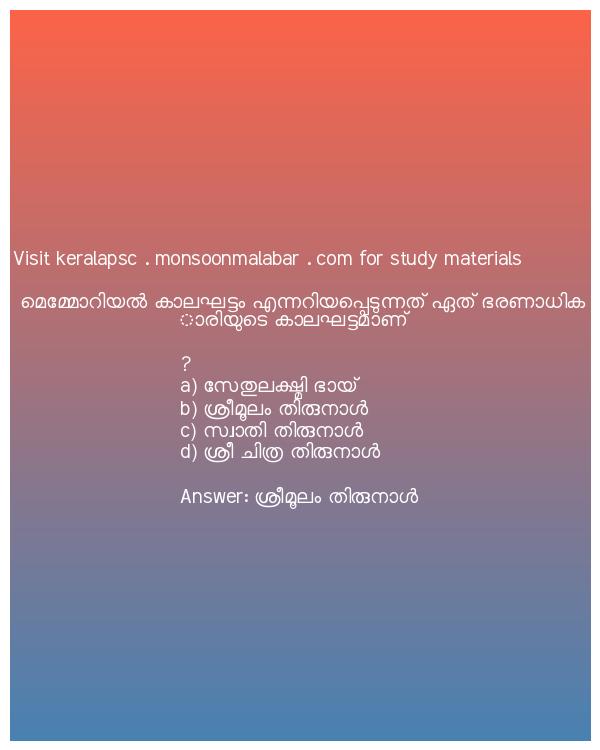 Visit keralapsc . monsoonmalabar . com for study materials
മെമ്മോറിയൽ കാലഘട്ടം എന്നറിയപ്പെടുന്നത് ഏത് ഭരണാധിക
ാരിയുടെ കാലഘട്ടമാണ്
?
a) സേതുലക്ഷ്മി ഭായ്
b) ശ്രീമൂലം തിരുനാൾ
c) സ്വാതി തിരുനാൾ
d) ശ്രീ ചിത്ര തിരുനാൾ
Answer: ശ്രീമൂലം തിരുനാൾ